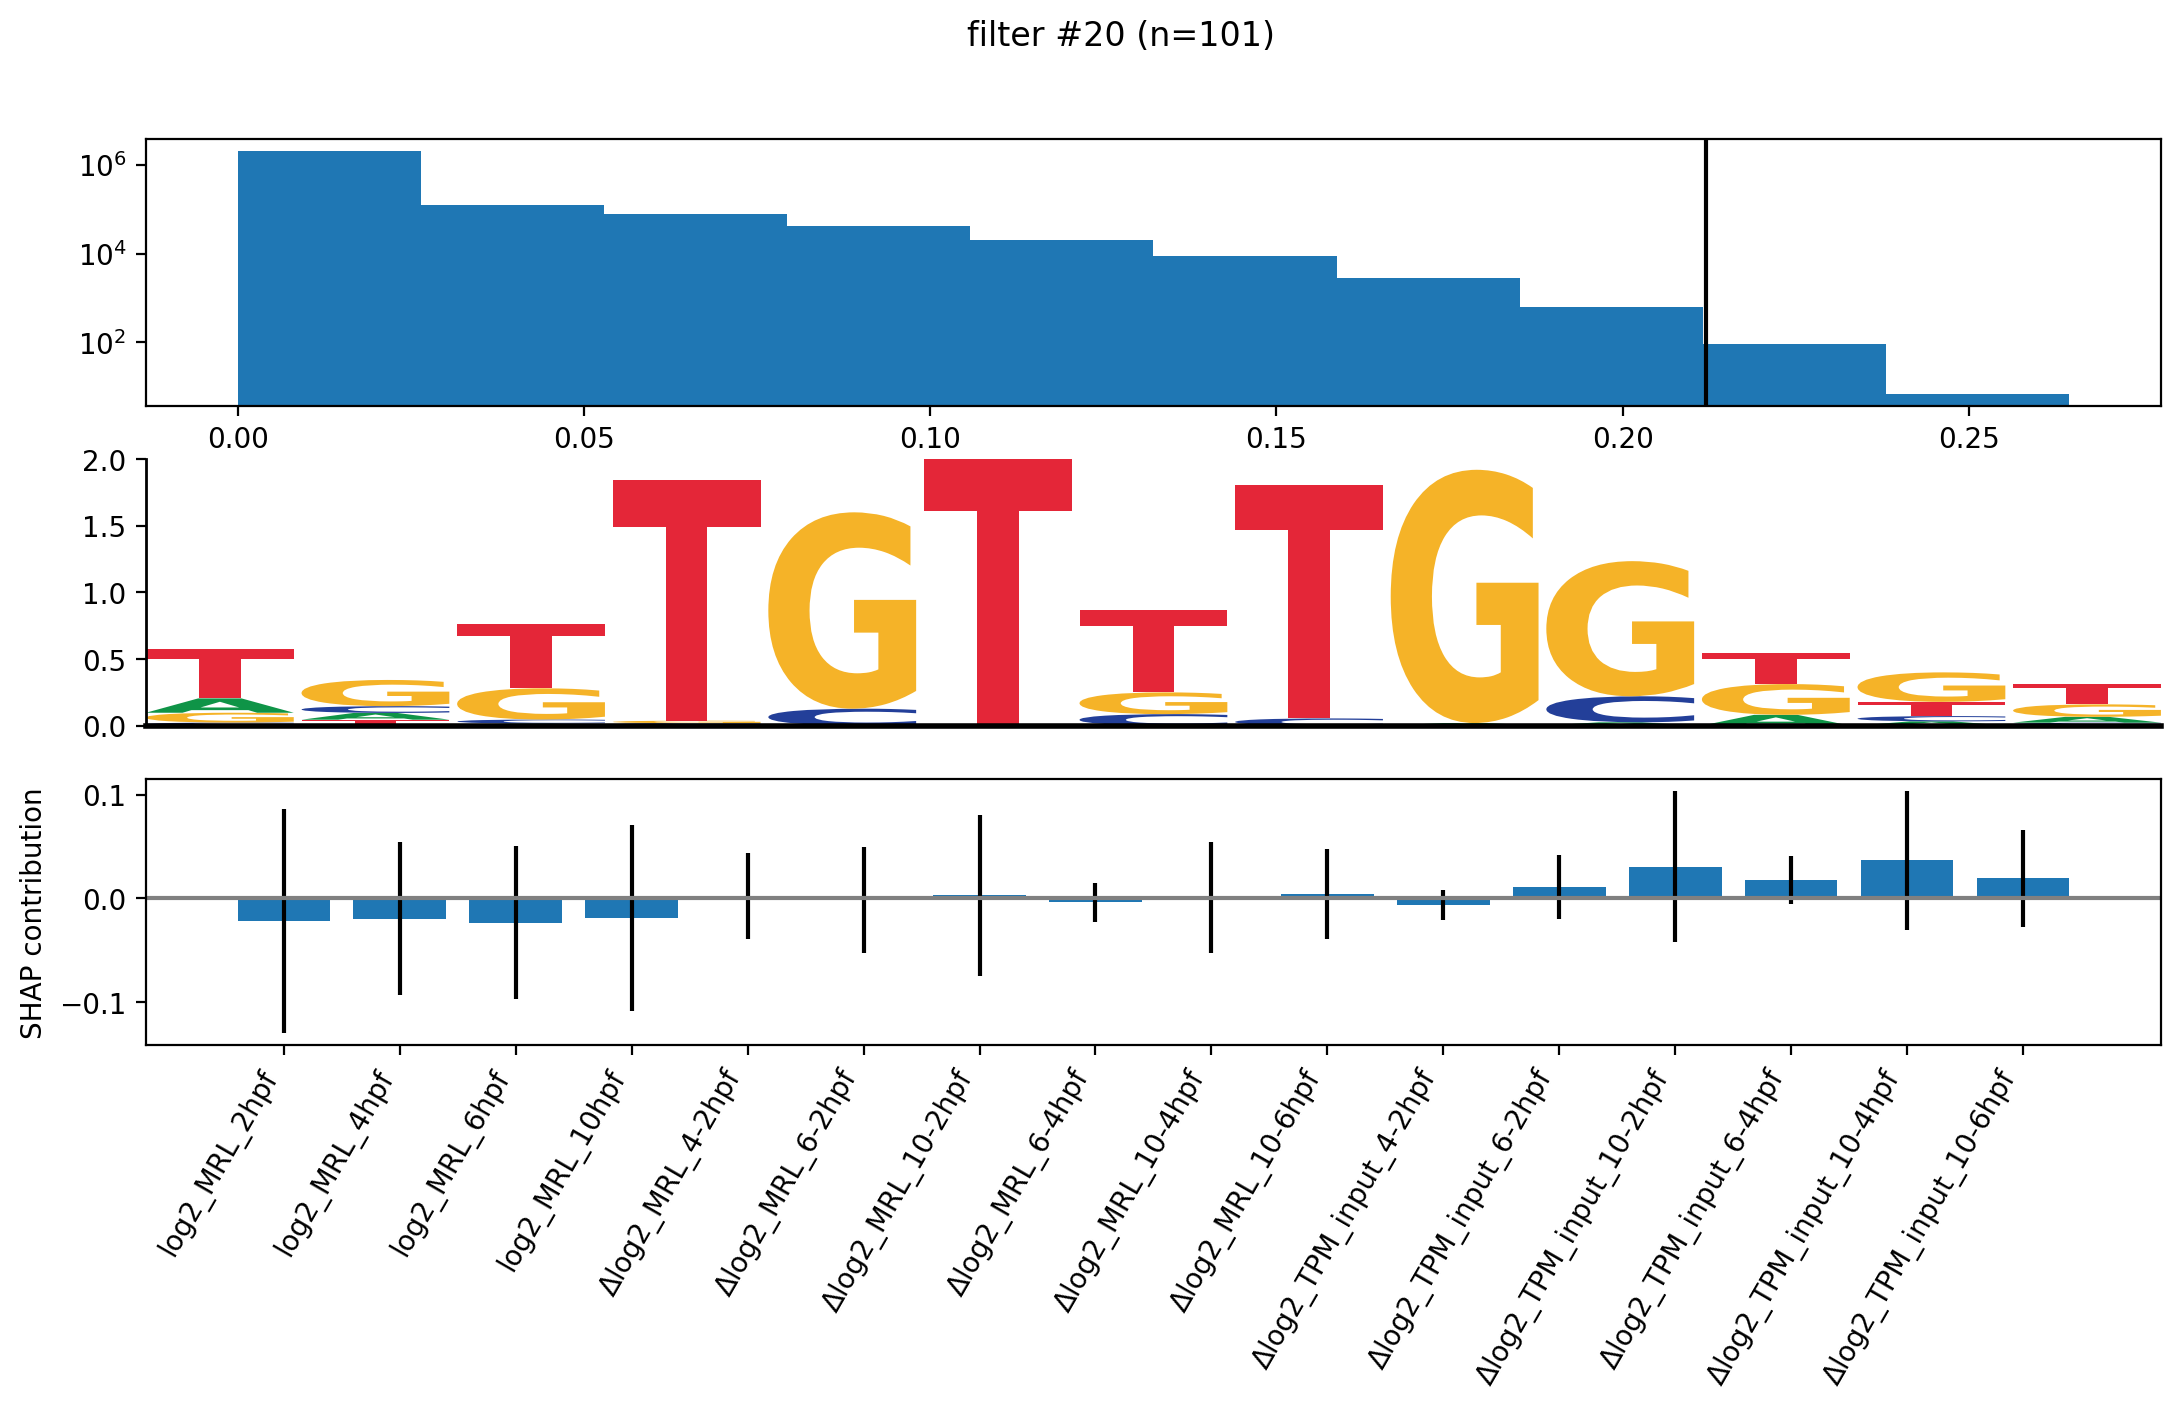 filter #20 (n=101)
10^6
10^4
10^2
0.00 0.05 0.10 0.15 0.20 0.25
2.0
1.5
1.0
0.5
0.0
T A G G C A T T G C T G T G C T T G C T C G G C T G A G T C A T G A
SHAP contribution
0.1
0.0
−0.1
log2_MRL_2hpf
log2_MRL_4hpf
log2_MRL_6hpf
log2_MRL_10hpf
Δlog2_MRL_4-2hpf
Δlog2_MRL_6-2hpf
Δlog2_MRL_10-2hpf
Δlog2_MRL_6-4hpf
Δlog2_MRL_10-4hpf
Δlog2_MRL_10-6hpf
Δlog2_TPM_input_4-2hpf
Δlog2_TPM_input_6-2hpf
Δlog2_TPM_input_10-2hpf
Δlog2_TPM_input_6-4hpf
Δlog2_TPM_input_10-4hpf
Δlog2_TPM_input_10-6hpf